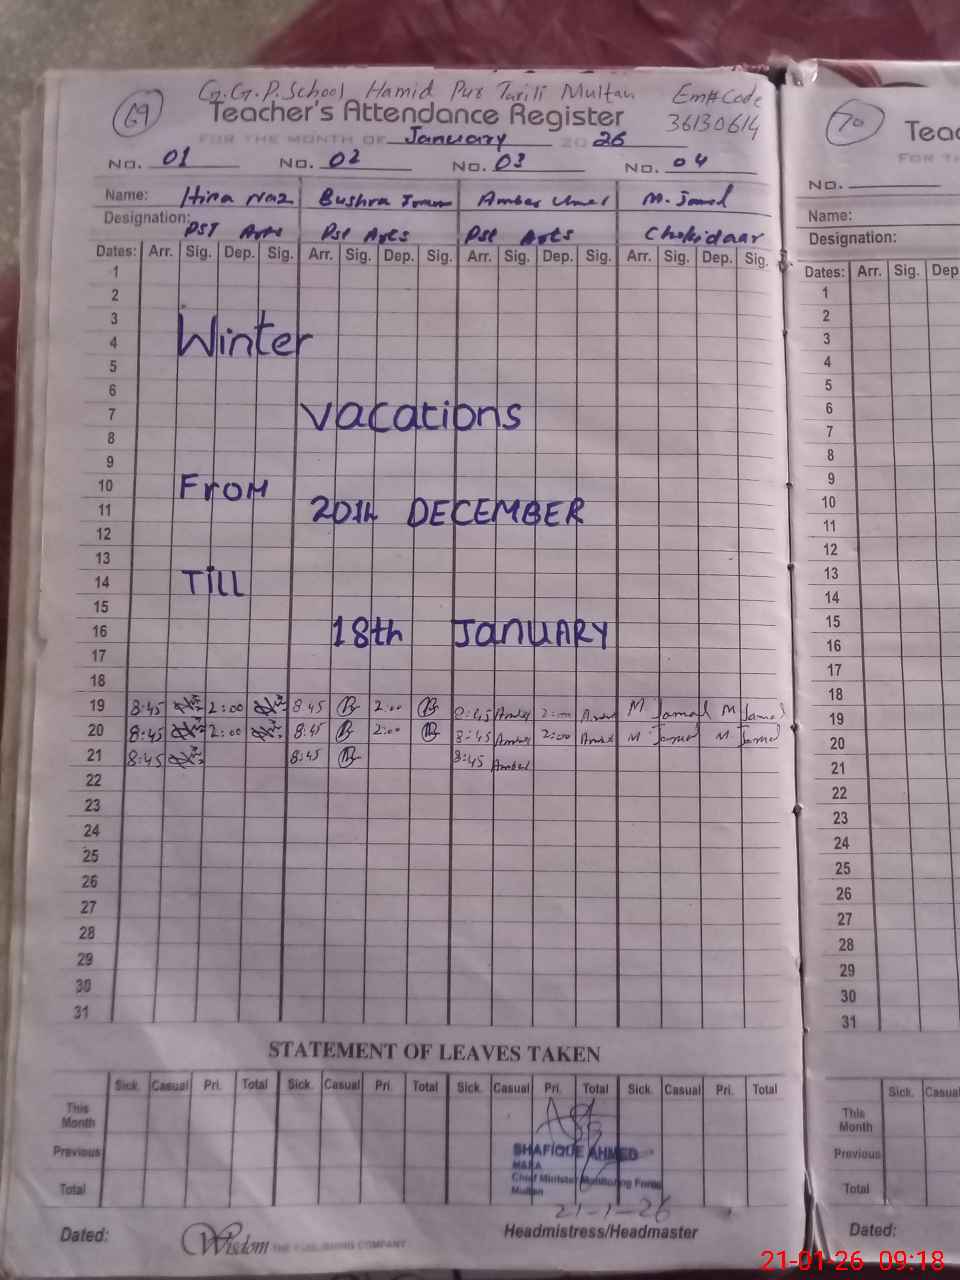 69
G.G.P.School Hamid Pur Multan Em#Code
Teacher's Attendance Register 36130614
FOR THE MONTH OF January 2026
No. 01 No. 02 No. 03 No. 04
Name: Hina Naz Bushra Amber M. Jamal
Designation: PST Arts PST Arts PST Arts Chokidaar
Dates: Arr. Sig. Dep. Sig. Arr. Sig. Dep. Sig. Arr. Sig. Dep. Sig. Arr. Sig. Dep. Sig.
1
2
3
Winter
4
5
6
7 vacations
8
9
10 From
11 20th DECEMBER
12
13
14 Till
15
16 18th JANUARY
17
18
19 8:45 2:00 8:45 2:00 8:45 Amber 2:00 Amber M Jamal M Jamal
20 8:45 2:00 8:45 2:00 8:45 Amber 2:00 Amber M Jamal M Jamal
21 8:45 8:45 8:45 Amber
22
23
24
25
26
27
28
29
30
31
STATEMENT OF LEAVES TAKEN
Sick. Casual Pri. Total Sick. Casual Pri. Total Sick. Casual Pri. Total Sick. Casual Pri. Total
This Month
Previous
Total
SHAFIQUE AHMED
Chief Minister Monitoring Force
Multan
21-1-26
Dated: Wisdom THE PUBLISHING COMPANY Headmistress/Headmaster
70
Teac
FOR TH
No.
Name:
Designation:
Dates: Arr. Sig. Dep
1
2
3
4
5
6
7
8
9
10
11
12
13
14
15
16
17
18
19
20
21
22
23
24
25
26
27
28
29
30
31
Sick. Casual
This Month
Previous
Total
Dated:
21-01-26 09:18